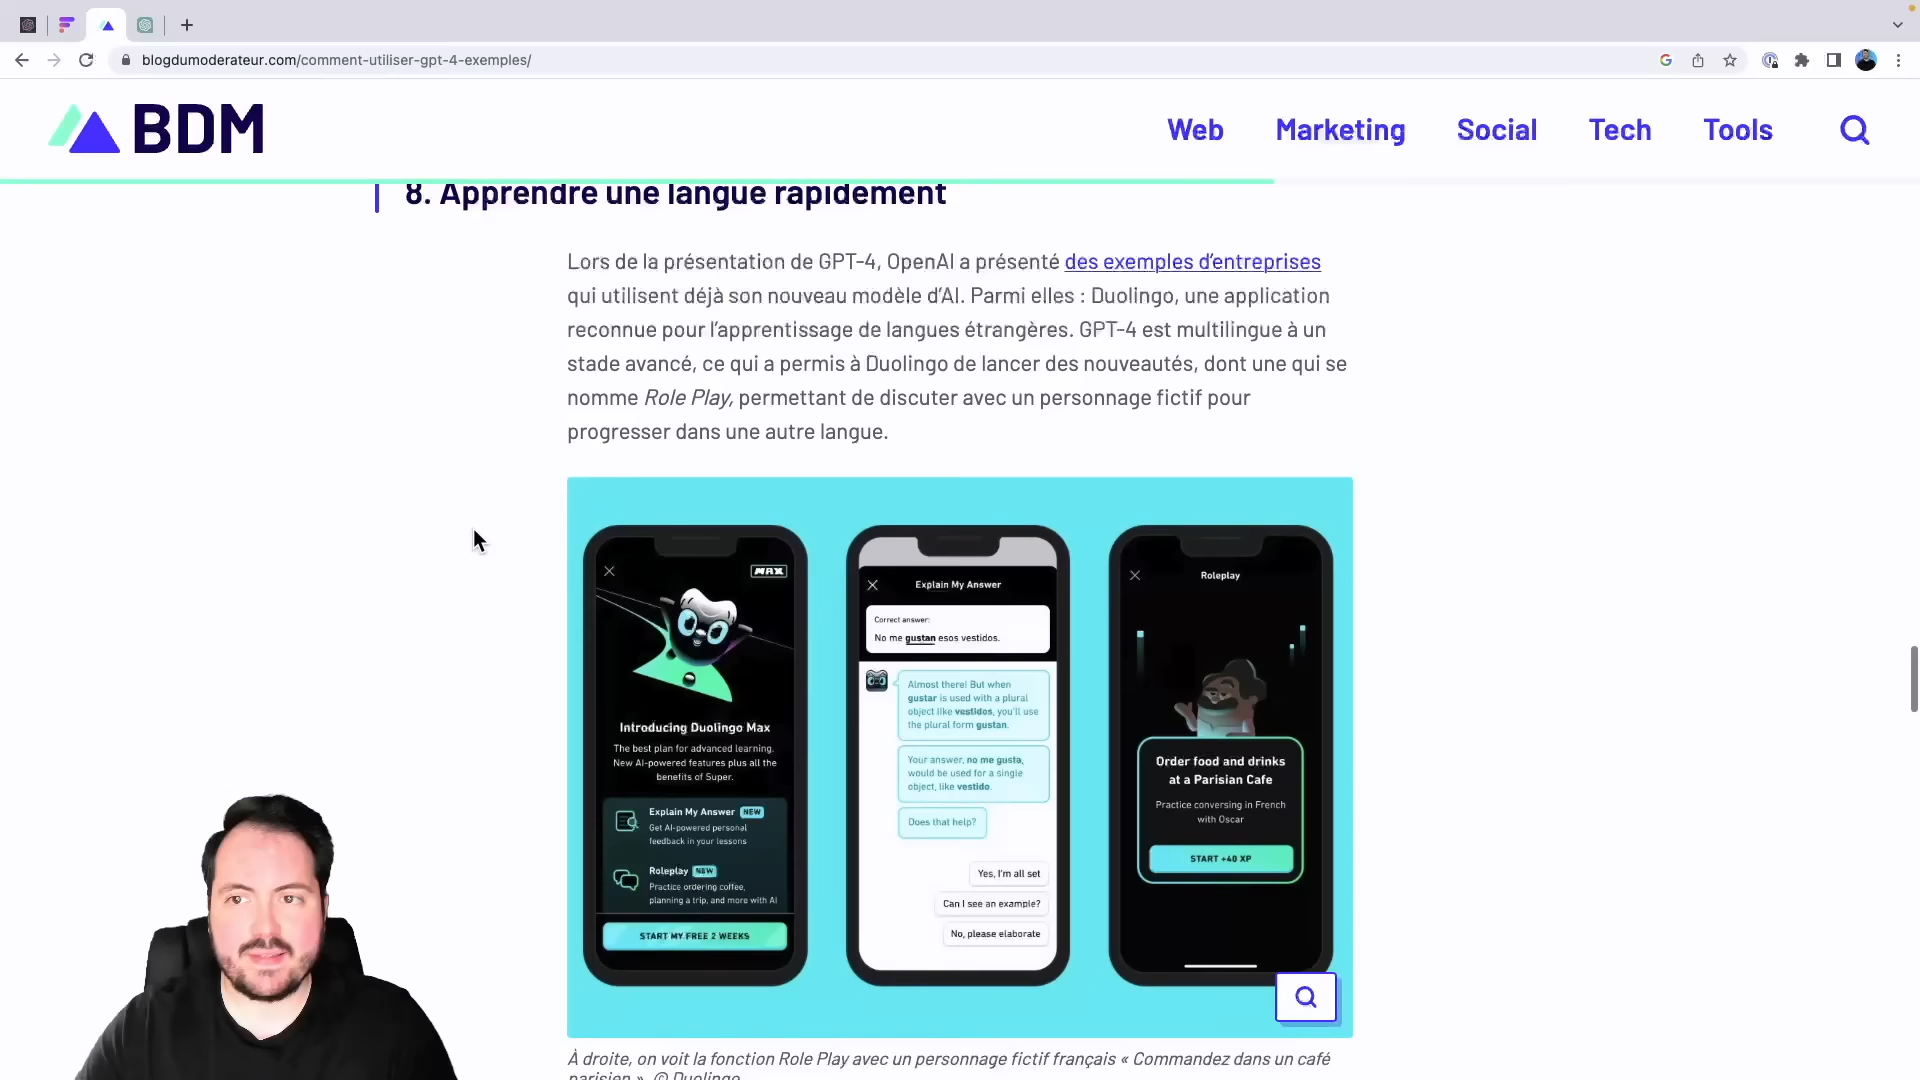 blogdumoderateur.com/comment-utiliser-gpt-4-exemples/
BDM
Web
Marketing
Social
Tech
Tools
8. Apprendre une langue rapidement
Lors de la présentation de GPT-4, OpenAI a présenté des exemples d'entreprises
qui utilisent déjà son nouveau modèle d'AI. Parmi elles : Duolingo, une application
reconnue pour l'apprentissage de langues étrangères. GPT-4 est multilingue à un
stade avancé, ce qui a permis à Duolingo de lancer des nouveautés, dont une qui se
nomme Role Play, permettant de discuter avec un personnage fictif pour
progresser dans une autre langue.
MAX
Introducing Duolingo Max
The best plan for advanced learning.
New AI-powered features plus all the
benefits of Super.
Explain My Answer NEW
Get AI-powered personal
feedback in your lessons
Roleplay NEW
Practice ordering coffee,
planning a trip, and more with AI
START MY FREE 2 WEEKS
Explain My Answer
Correct answer:
No me gustan esos vestidos.
Almost there! But when
gustar is used with a plural
object like vestidos, you'll use
the plural form gustan.
Your answer, no me gusta,
would be used for a single
object, like vestido.
Does that help?
Yes, I'm all set
Can I see an example?
No, please elaborate
Roleplay
Order food and drinks
at a Parisian Cafe
Practice conversing in French
with Oscar
START +40 XP
À droite, on voit la fonction Role Play avec un personnage fictif français « Commandez dans un café
parisien ». © Duolingo